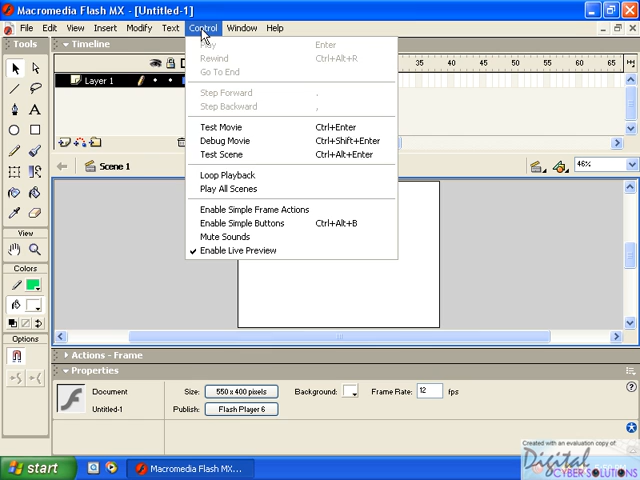 Macromedia Flash MX - [Untitled-1]
File Edit View Insert Modify Text Control Window Help
Tools
Timeline
Play Enter
Rewind Ctrl+Alt+R
Go To End
Step Forward .
Step Backward ,
Test Movie Ctrl+Enter
Debug Movie Ctrl+Shift+Enter
Test Scene Ctrl+Alt+Enter
Loop Playback
Play All Scenes
Enable Simple Frame Actions
Enable Simple Buttons Ctrl+Alt+B
Mute Sounds
Enable Live Preview
35 40 45 50 55 60 65
Layer 1
Scene 1
46%
View
Colors
Options
Actions - Frame
Properties
Document
Size: 550 x 400 pixels Background: Frame Rate: 12 fps
Untitled-1 Publish: Flash Player 6
Created with an evaluation copy of
Digital
CYBER SOLUTIONS
start
Macromedia Flash MX...